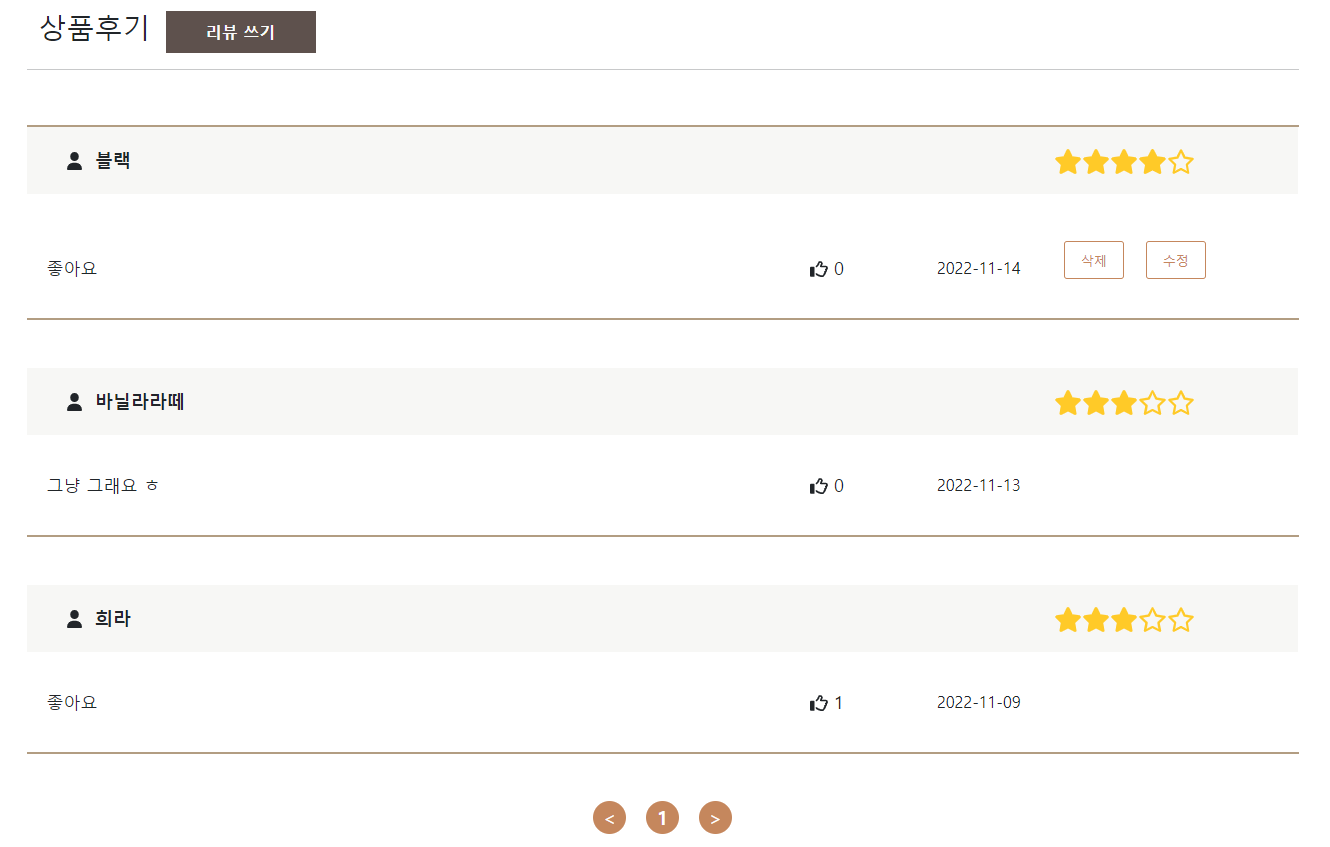 상품후기 리뷰 쓰기
블랙
좋아요 0 2022-11-14 삭제 수정
바닐라라떼
그냥 그래요 ㅎ 0 2022-11-13
희라
좋아요 1 2022-11-09
< 1 >